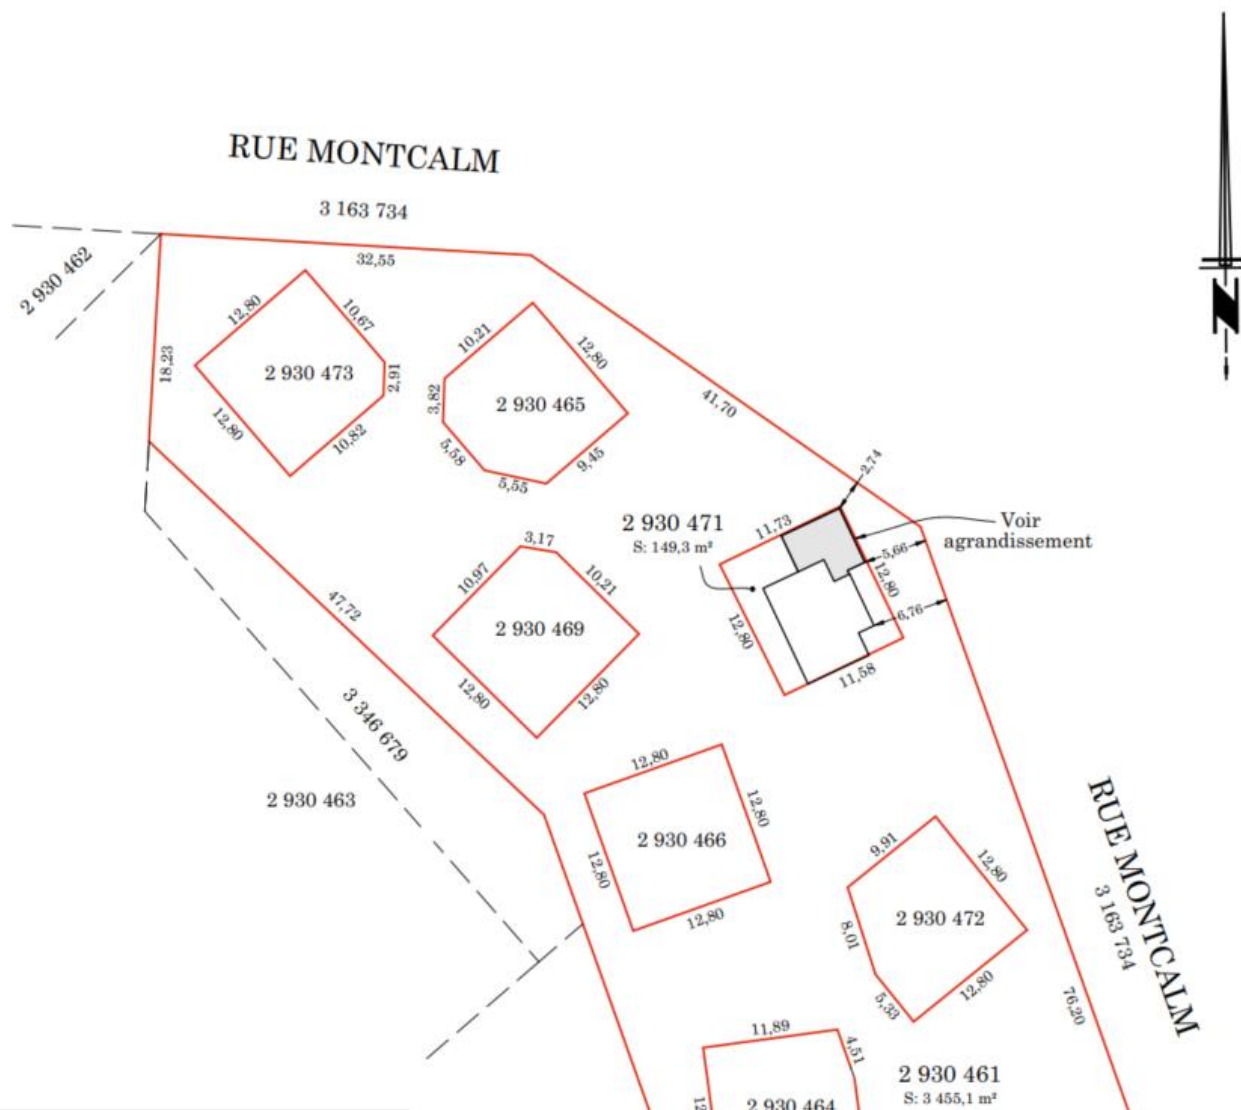 RUE MONTCALM
3 163 734
32,55
2 930 462
18,23
12,80
10,67
2 930 473
2,91
12,80
10,82
10,21
12,80
3,82
2 930 465
5,58
5,55
9,45
41,70
2,74
2 930 471
S: 149,3 m²
11,73
Voir
agrandissement
5,66
12,80
6,76
12,80
11,58
3,17
10,97
10,21
2 930 469
12,80
12,80
47,72
3 346 679
2 930 463
12,80
12,80
2 930 466
12,80
12,80
9,91
12,80
2 930 472
8,01
5,33
12,80
RUE MONTCALM
3 163 734
76,20
11,89
4,51
2 930 464
2 930 461
S: 3 455,1 m²
N